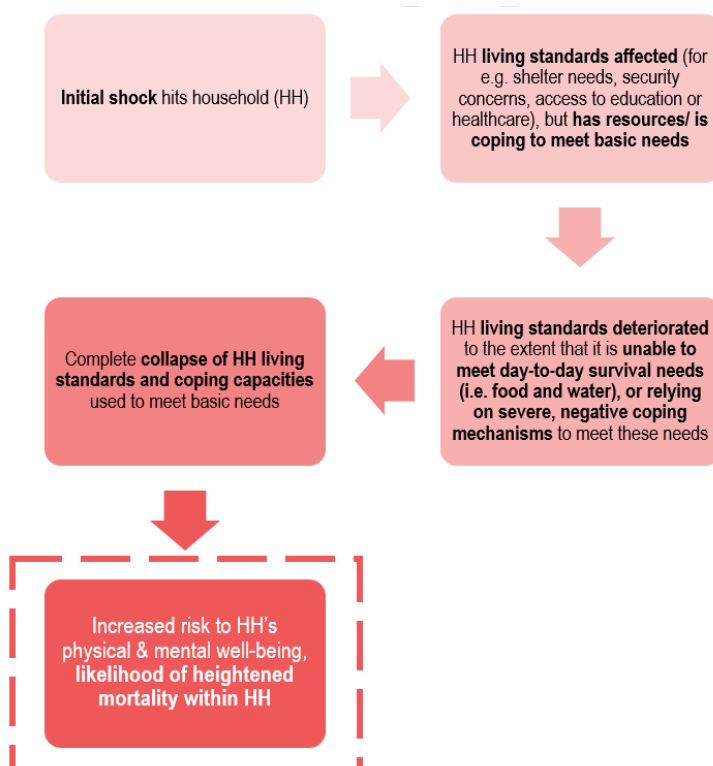 Initial shock hits household (HH)
HH living standards affected (for
e.g. shelter needs, security
concerns, access to education or
healthcare), but has resources/ is
coping to meet basic needs
HH living standards deteriorated
to the extent that it is unable to
meet day-to-day survival needs
(i.e. food and water), or relying
on severe, negative coping
mechanisms to meet these needs
Complete collapse of HH living
standards and coping capacities
used to meet basic needs
Increased risk to HH’s
physical & mental well-being,
likelihood of heightened
mortality within HH